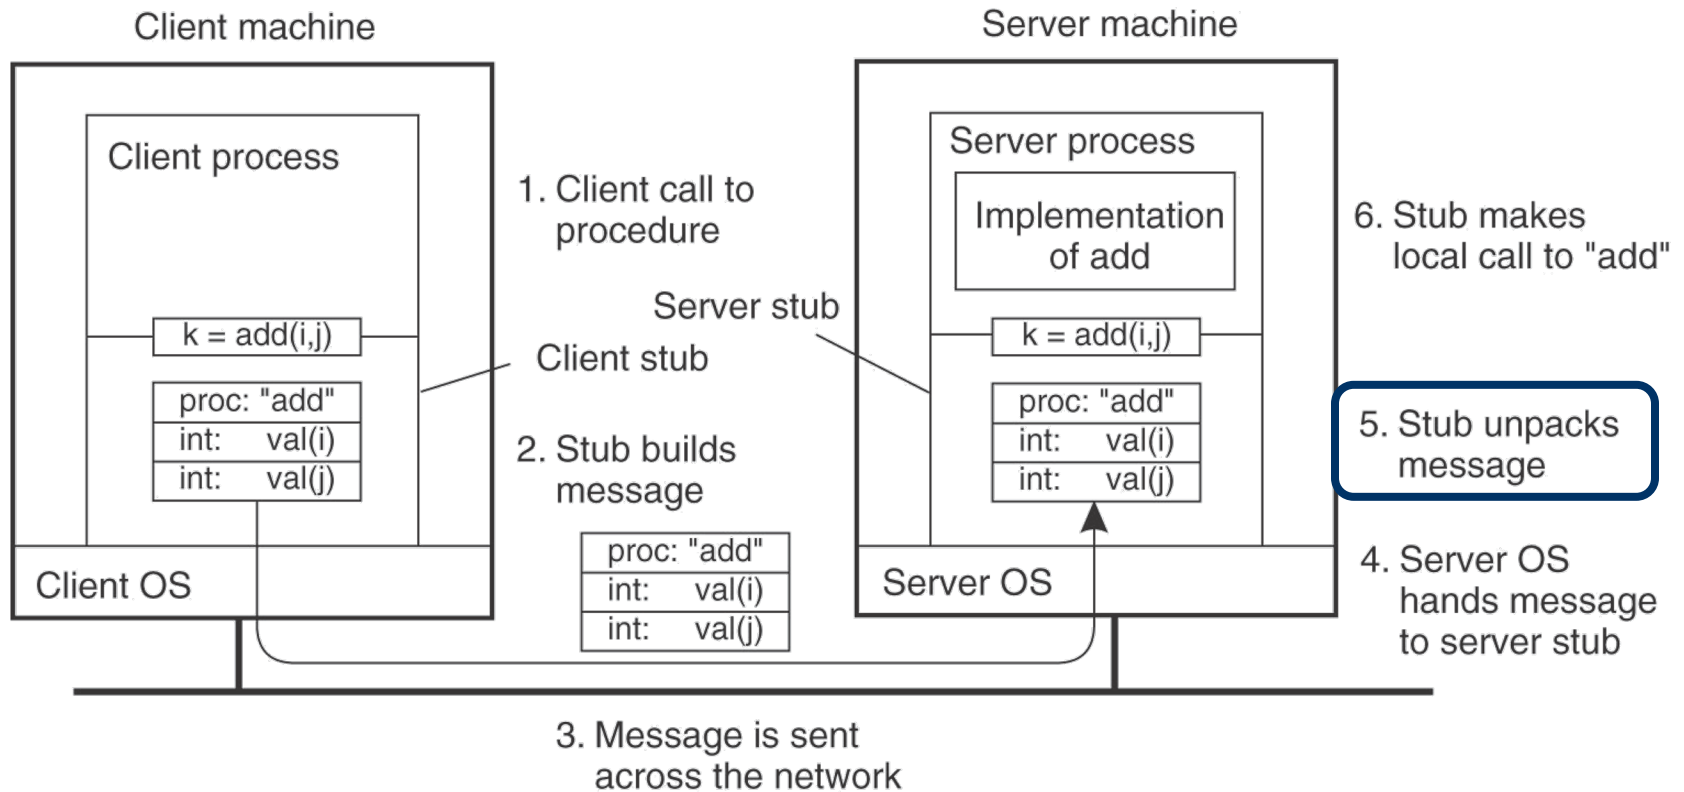 Client machine
Server machine
Client process
1. Client call to
procedure
k = add(i,j)
Client stub
proc: "add"
int: val(i)
int: val(j)
2. Stub builds
message
proc: "add"
int: val(i)
int: val(j)
Client OS
3. Message is sent
across the network
Server process
Implementation
of add
Server stub
k = add(i,j)
proc: "add"
int: val(i)
int: val(j)
Server OS
6. Stub makes
local call to "add"
5. Stub unpacks
message
4. Server OS
hands message
to server stub